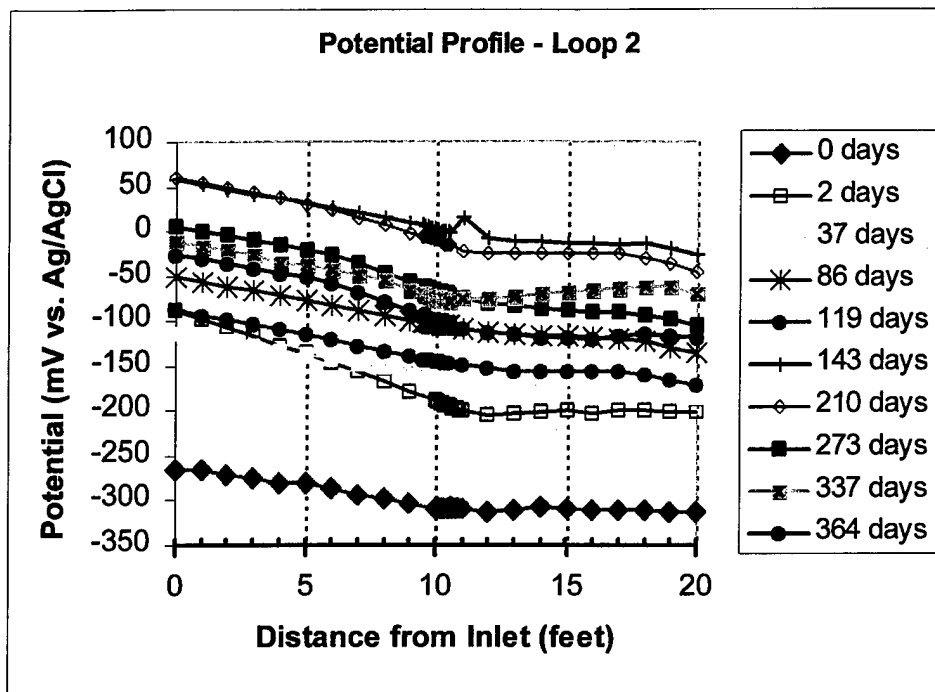 Potential Profile - Loop 2
Potential (mV vs. Ag/AgCl)
100
50
0
-50
-100
-150
-200
-250
-300
-350
0 5 10 15 20
Distance from Inlet (feet)
0 days
2 days
37 days
86 days
119 days
143 days
210 days
273 days
337 days
364 days